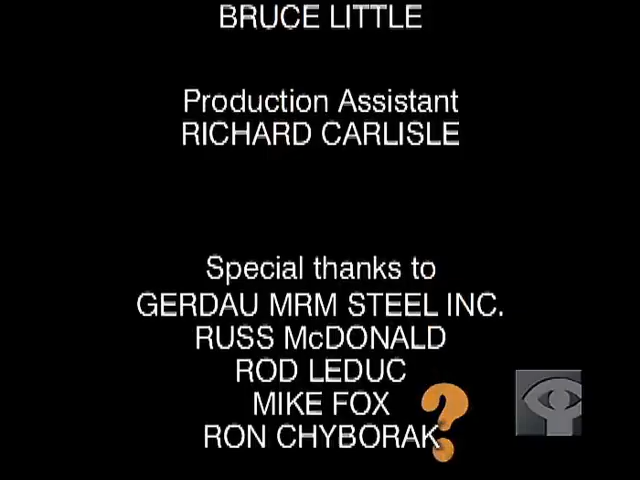 BRUCE LITTLE
Production Assistant
RICHARD CARLISLE
Special thanks to
GERDAU MRM STEEL INC.
RUSS McDONALD
ROD LEDUC
MIKE FOX
RON CHYBORAK
?